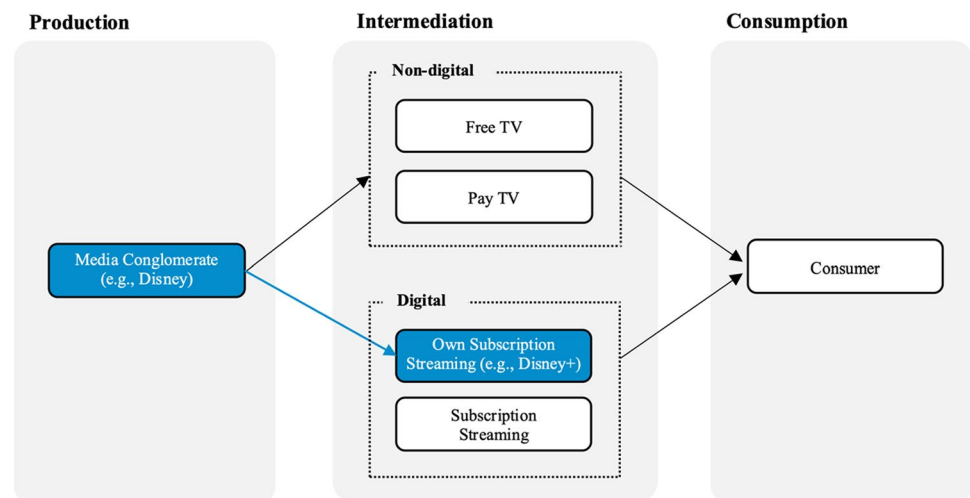 Production
Intermediation
Consumption
Non-digital
Free TV
Pay TV
Media Conglomerate
(e.g., Disney)
Consumer
Digital
Own Subscription
Streaming (e.g., Disney+)
Subscription
Streaming